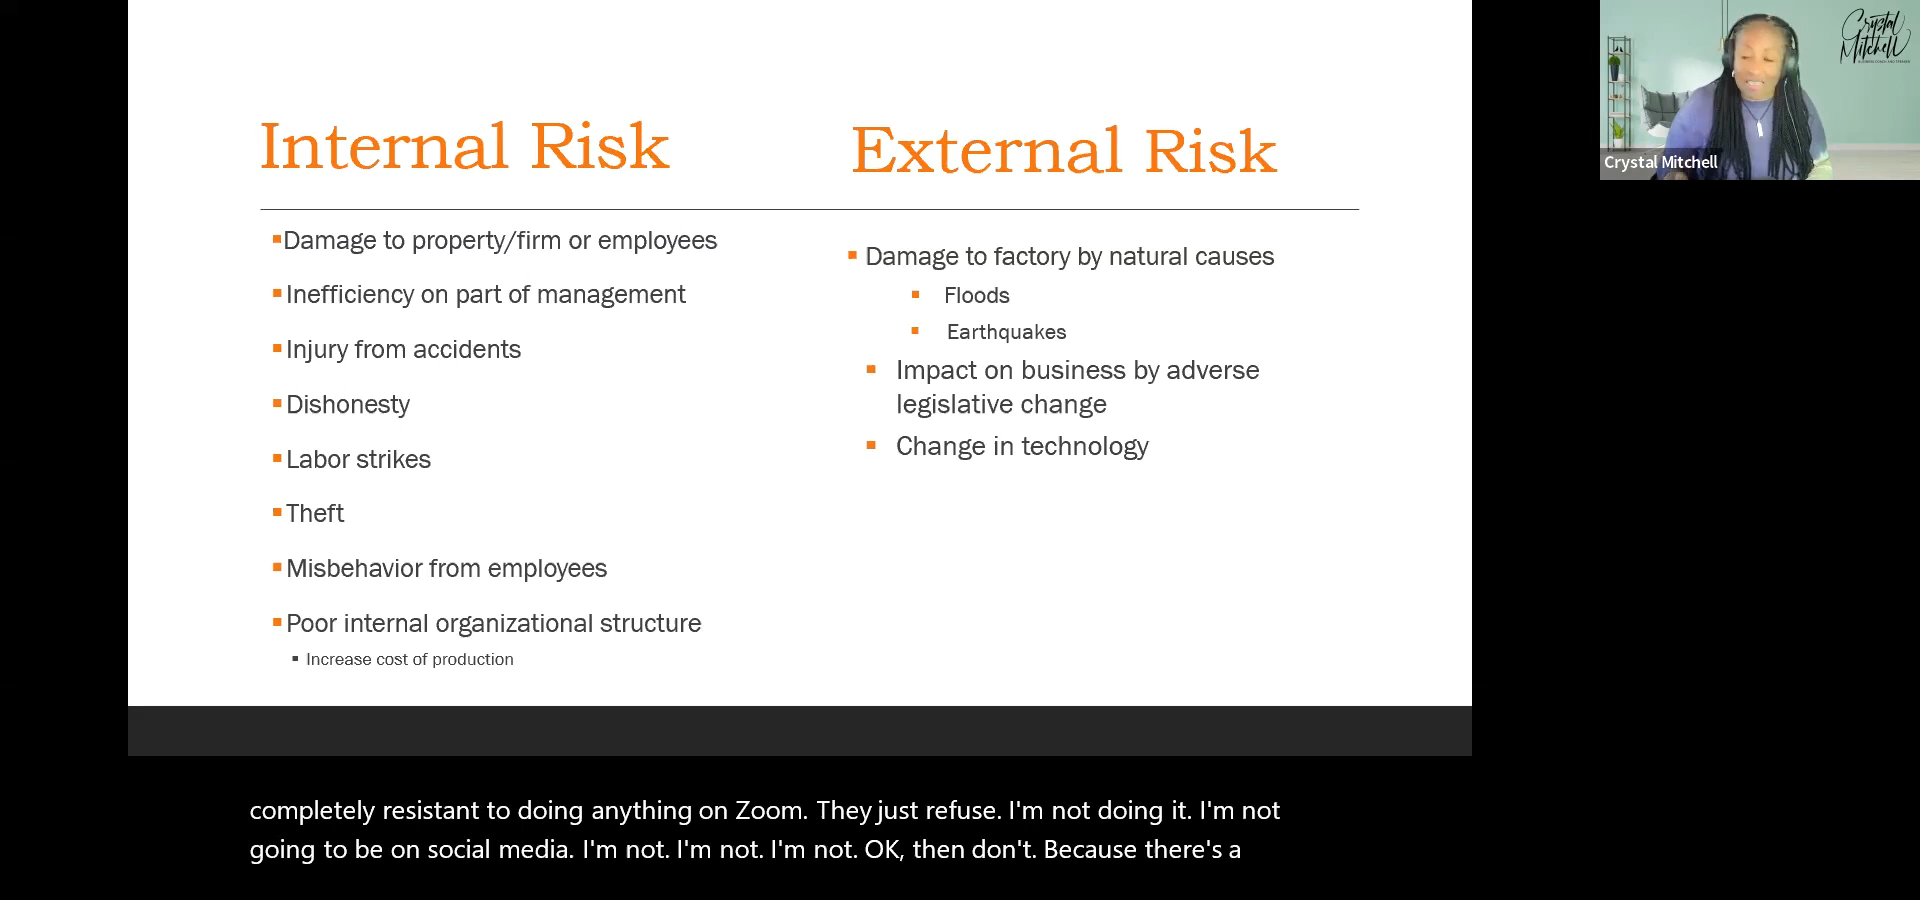 Internal Risk
External Risk
Damage to property/firm or employees
Inefficiency on part of management
Injury from accidents
Dishonesty
Labor strikes
Theft
Misbehavior from employees
Poor internal organizational structure
Increase cost of production
Damage to factory by natural causes
Floods
Earthquakes
Impact on business by adverse
legislative change
Change in technology
Crystal
Mitchell
Crystal Mitchell
completely resistant to doing anything on Zoom. They just refuse. I'm not doing it. I'm not
going to be on social media. I'm not. I'm not. I'm not. OK, then don't. Because there's a